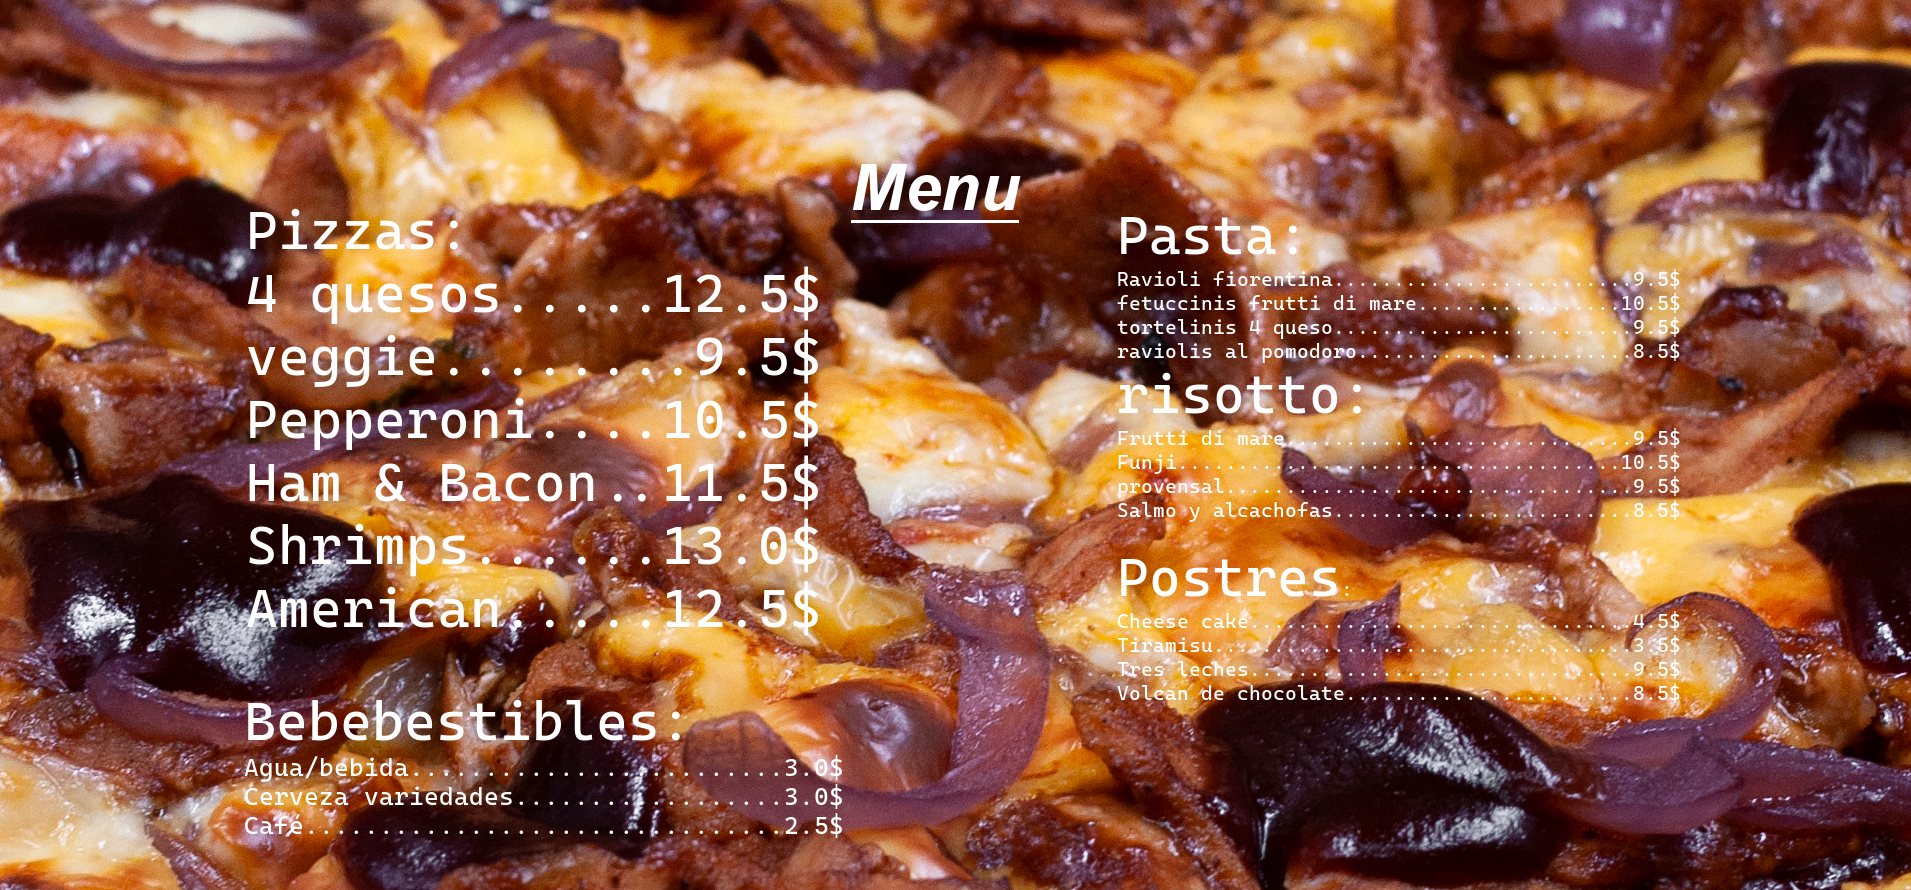 Menu
Pizzas:
4 quesos.....12.5$
veggie........9.5$
Pepperoni....10.5$
Ham & Bacon..11.5$
Shrimps......13.0$
American.....12.5$
Bebebestibles:
Agua/bebida.........................3.0$
Cerveza variedades..................3.0$
Café................................2.5$
Pasta:
Ravioli fiorentina.........................9.5$
fetuccinis frutti di mare.................10.5$
tortelinis 4 queso.........................9.5$
raviolis al pomodoro.......................8.5$
risotto:
Frutti di mare.............................9.5$
Funji.....................................10.5$
provensal..................................9.5$
Salmo y alcachofas.........................8.5$
Postres:
Cheese cake................................4.5$
Tiramisu...................................3.5$
Tres leches................................9.5$
Volcan de chocolate........................8.5$